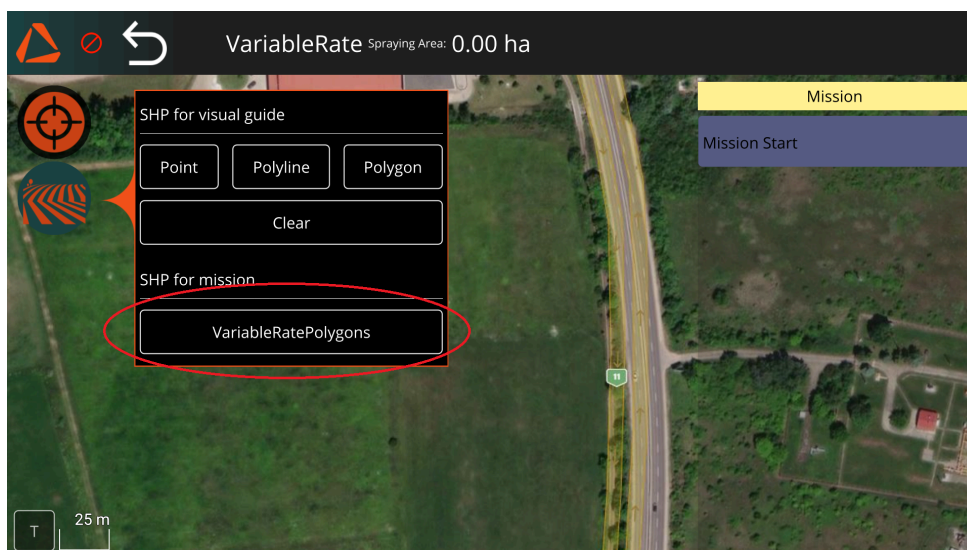 VariableRate Spraying Area: 0.00 ha
Mission
SHP for visual guide
Mission Start
Point Polyline Polygon
Clear
SHP for mission
VariableRatePolygons
11
25 m
T